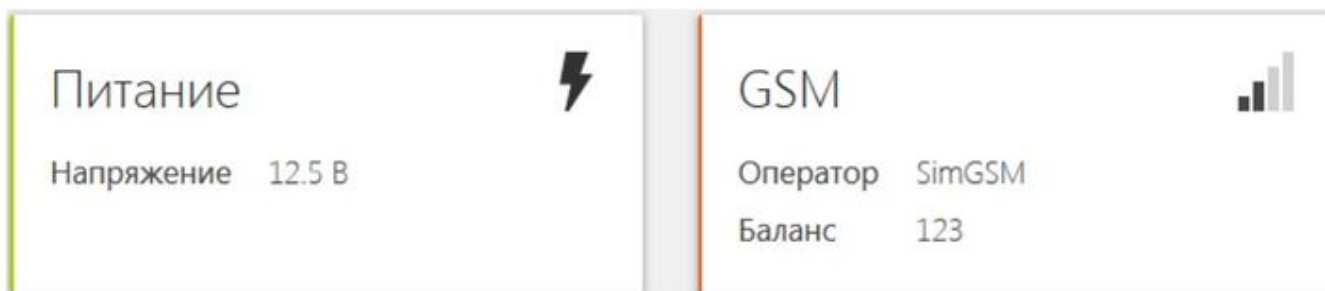 Питание
Напряжение 12.5 В
GSM
Оператор SimGSM
Баланс 123